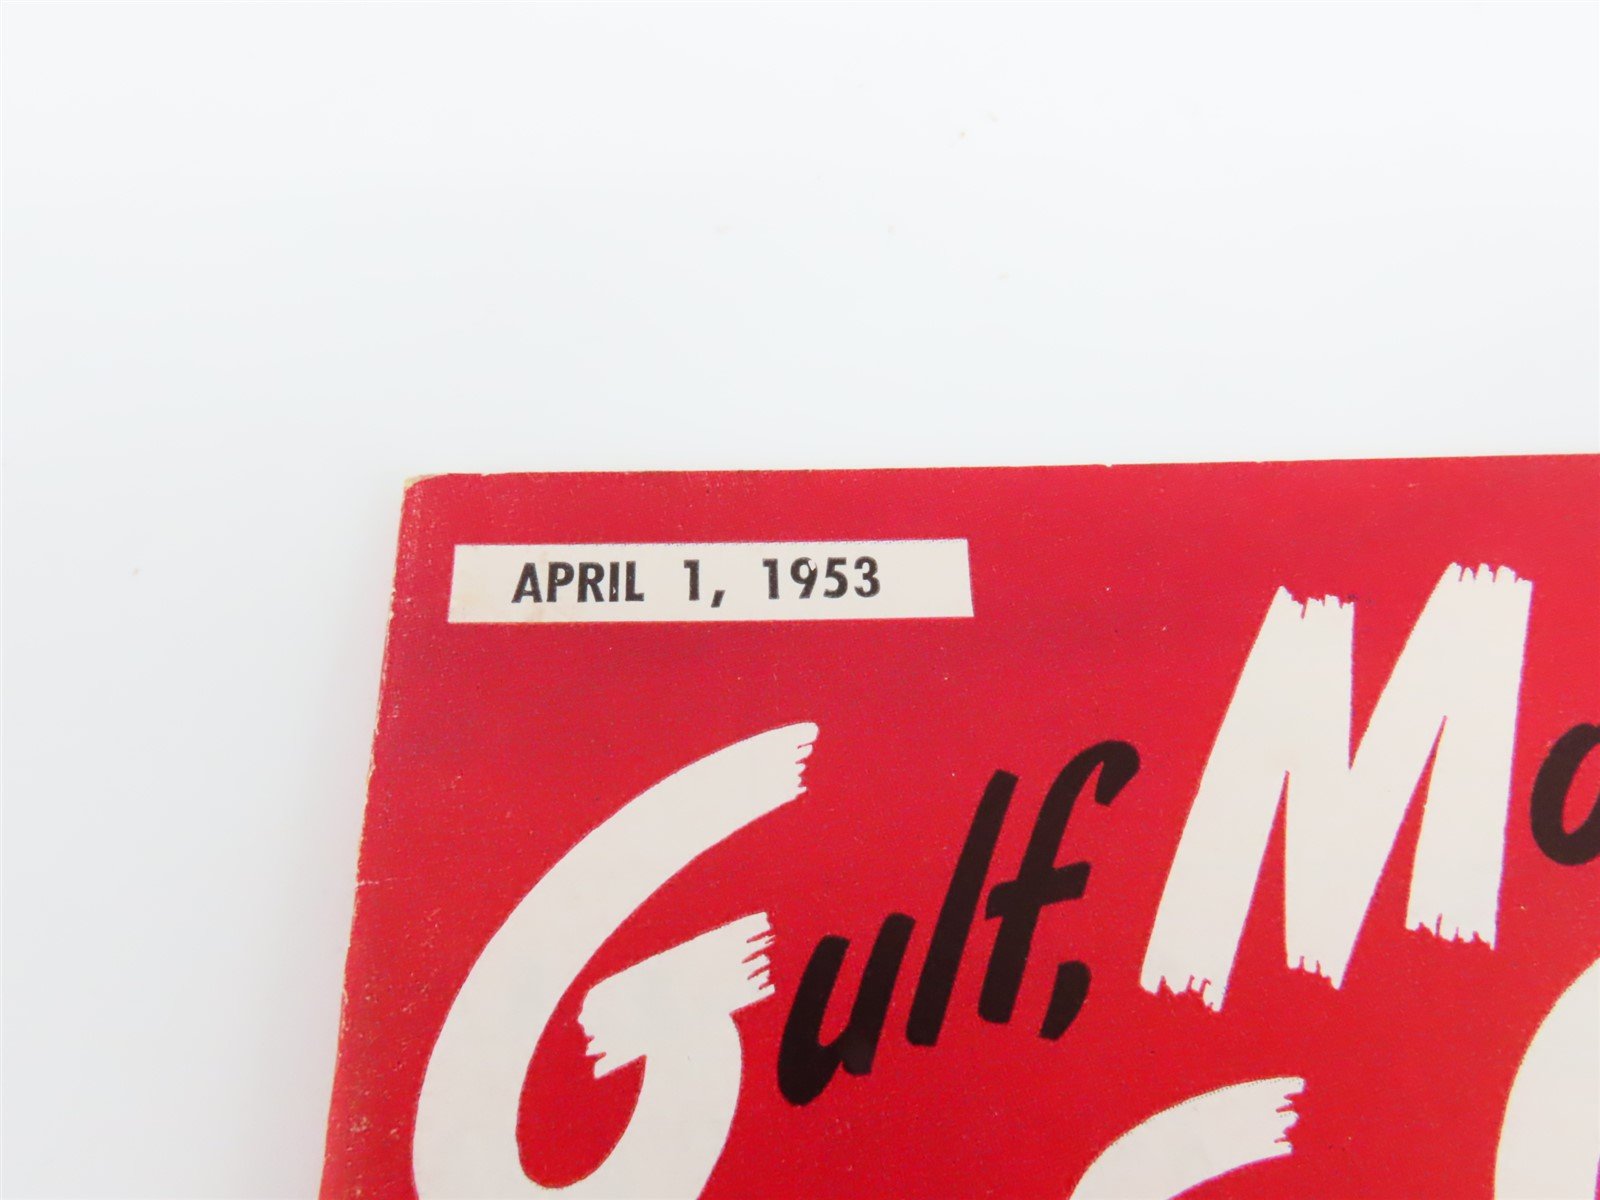 APRIL 1, 1953
Gulf, M